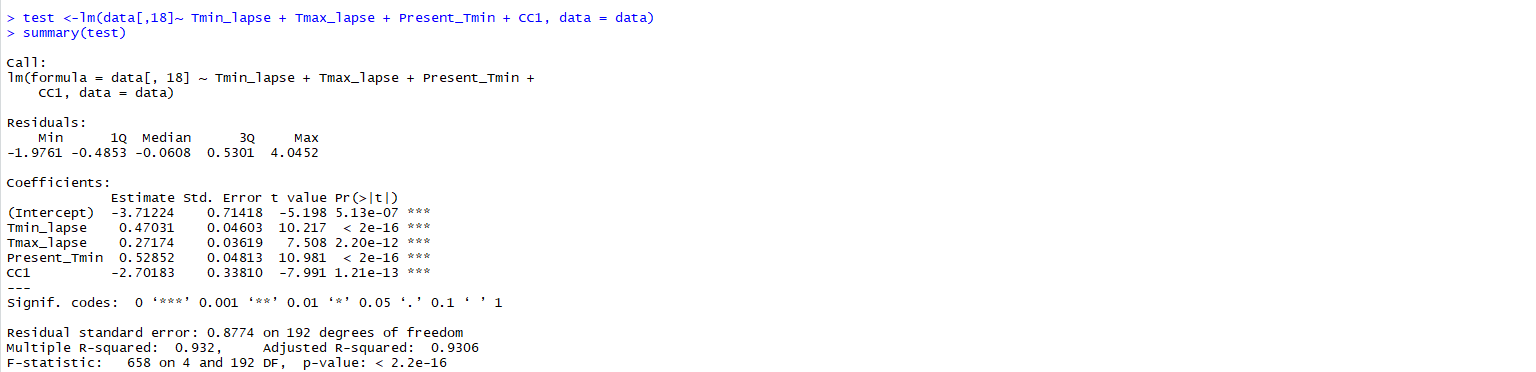 > test <-lm(data[,18]~ Tmin_lapse + Tmax_lapse + Present_Tmin + CC1, data = data)
> summary(test)
Call:
lm(formula = data[, 18] ~ Tmin_lapse + Tmax_lapse + Present_Tmin +
    CC1, data = data)
Residuals:
    Min      1Q  Median      3Q     Max
-1.9761 -0.4853 -0.0608  0.5301  4.0452
Coefficients:
             Estimate Std. Error t value Pr(>|t|)
(Intercept)  -3.71224    0.71418  -5.198 5.13e-07 ***
Tmin_lapse    0.47031    0.04603  10.217  < 2e-16 ***
Tmax_lapse    0.27174    0.03619   7.508 2.20e-12 ***
Present_Tmin  0.52852    0.04813  10.981  < 2e-16 ***
CC1          -2.70183    0.33810  -7.991 1.21e-13 ***
---
Signif. codes:  0 ‘***’ 0.001 ‘**’ 0.01 ‘*’ 0.05 ‘.’ 0.1 ‘ ’ 1
Residual standard error: 0.8774 on 192 degrees of freedom
Multiple R-squared:  0.932,     Adjusted R-squared:  0.9306
F-statistic:   658 on 4 and 192 DF,  p-value: < 2.2e-16